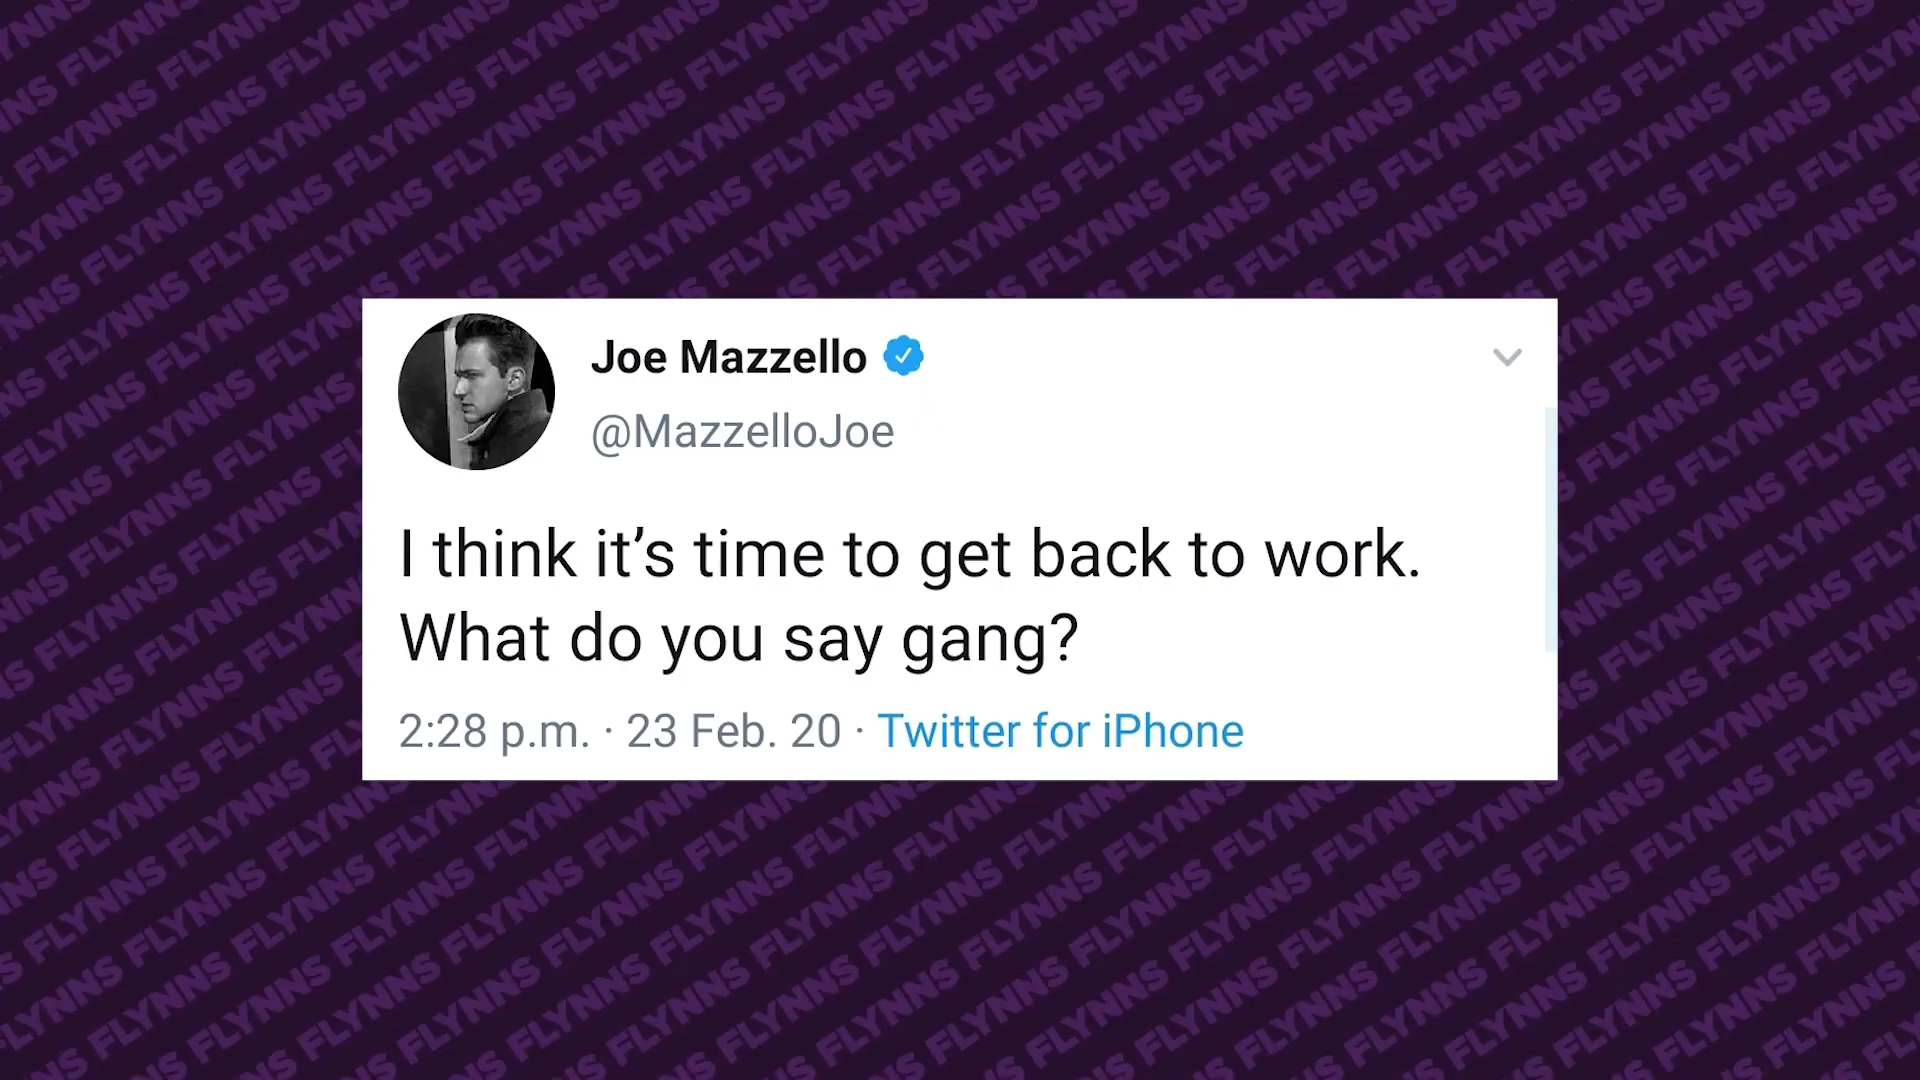 FLYNNS
Joe Mazzello
@MazzelloJoe
I think it’s time to get back to work.
What do you say gang?
2:28 p.m. · 23 Feb. 20 · Twitter for iPhone